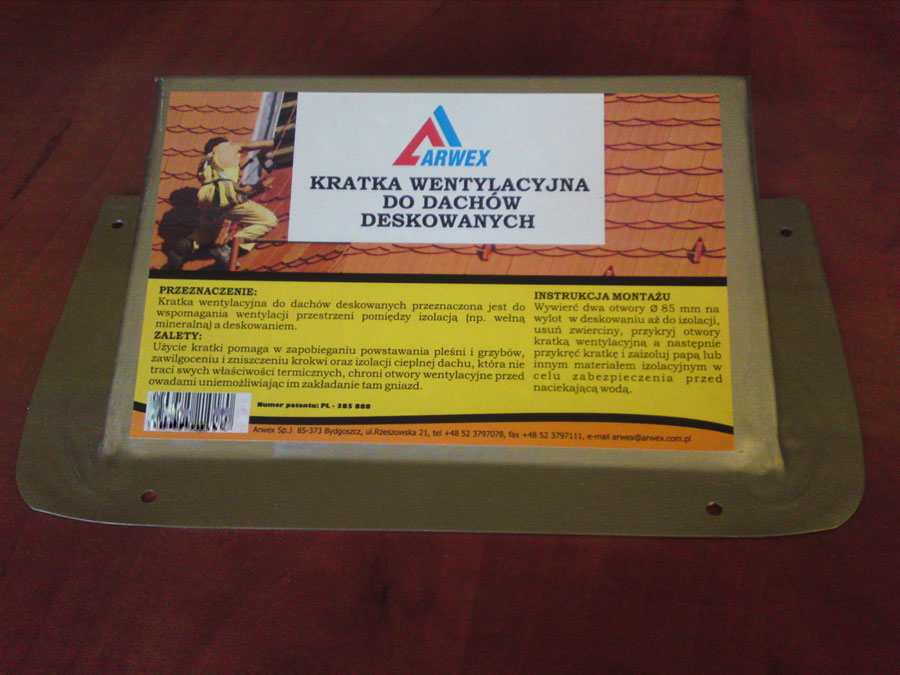 ARWEX
KRATKA WENTYLACYJNA
DO DACHÓW
DESKOWANYCH
PRZEZNACZENIE:
Kratka wentylacyjna do dachów deskowanych przeznaczona jest do
wspomagania wentylacji przestrzeni pomiędzy izolacją (np. wełną
mineralną) a deskowaniem.
ZALETY:
Użycie kratki pomaga w zapobieganiu powstawania pleśni i grzybów,
zawilgoceniu i zniszczeniu krokwi oraz izolacji cieplnej dachu, która nie
traci swych właściwości termicznych, chroni otwory wentylacyjne przed
owadami uniemożliwiając im zakładanie tam gniazd.
INSTRUKCJA MONTAŻU
Wywierć dwa otwory Ø 85 mm na
wylot w deskowaniu aż do izolacji,
usuń zwierciny, przykryj otwory
kratką wentylacyjną a następnie
przykręć kratkę i zaizoluj papą lub
innym materiałem izolacyjnym w
celu zabezpieczenia przed
naciekającą wodą.
Numer patentu: PL - 385 888
Arwex Sp.J 85-373 Bydgoszcz, ul.Rzeszowska 21, tel +48 52 3797078, fax +48 52 3797111, e-mail arwex@arwex.com.pl